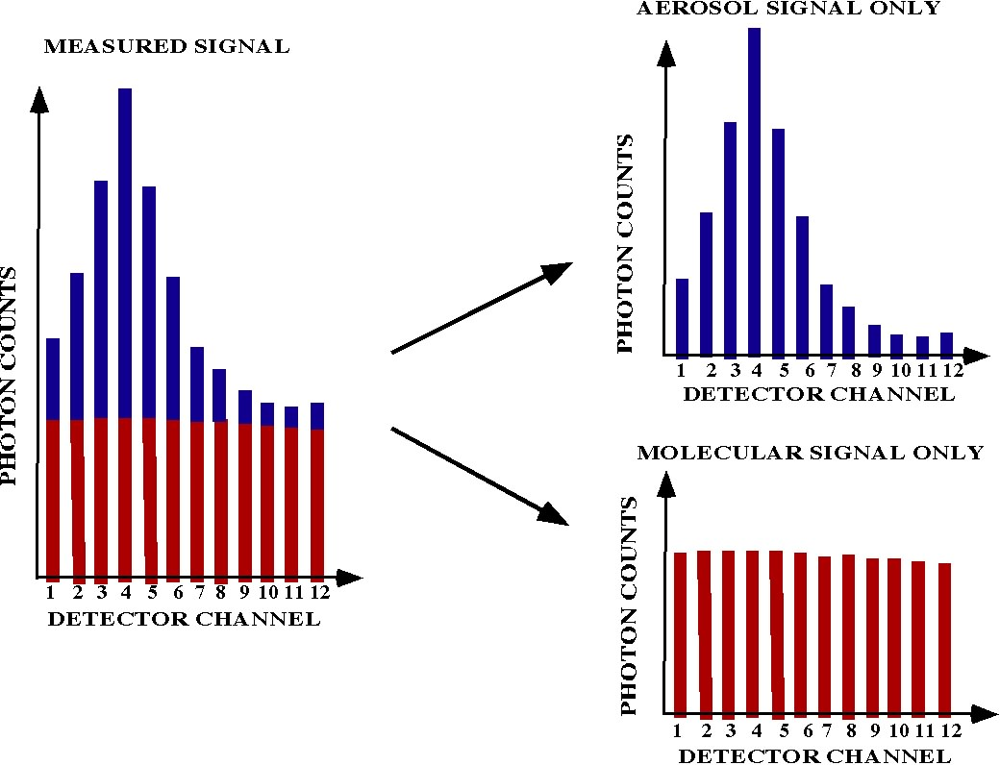 MEASURED SIGNAL
PHOTON COUNTS
1 2 3 4 5 6 7 8 9 10 11 12
DETECTOR CHANNEL
AEROSOL SIGNAL ONLY
PHOTON COUNTS
1 2 3 4 5 6 7 8 9 10 11 12
DETECTOR CHANNEL
MOLECULAR SIGNAL ONLY
PHOTON COUNTS
1 2 3 4 5 6 7 8 9 10 11 12
DETECTOR CHANNEL